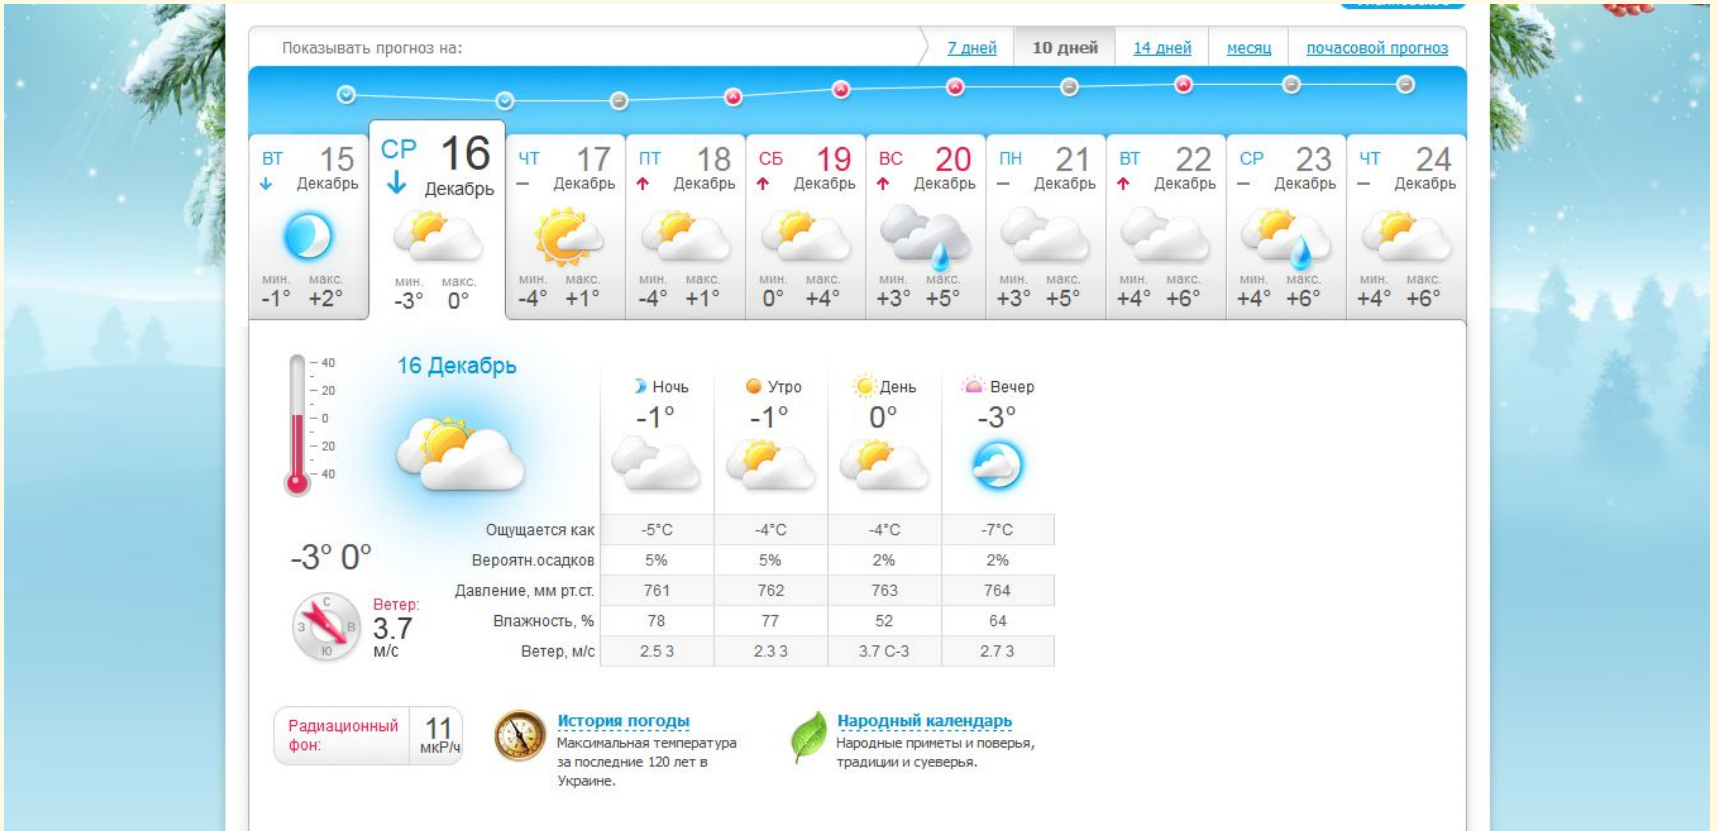 Показывать прогноз на:
7 дней
10 дней
14 дней
месяц
почасовой прогноз
ВТ 15
Декабрь
мин. макс.
-1° +2°
СР 16
Декабрь
мин. макс.
-3° 0°
ЧТ 17
Декабрь
мин. макс.
-4° +1°
ПТ 18
Декабрь
мин. макс.
-4° +1°
СБ 19
Декабрь
мин. макс.
0° +4°
ВС 20
Декабрь
мин. макс.
+3° +5°
ПН 21
Декабрь
мин. макс.
+3° +5°
ВТ 22
Декабрь
мин. макс.
+4° +6°
СР 23
Декабрь
мин. макс.
+4° +6°
ЧТ 24
Декабрь
мин. макс.
+4° +6°
40
20
0
20
40
16 Декабрь
-3° 0°
С
З В
Ю
Ветер:
3.7
м/с
Ночь Утро День Вечер
-1° -1° 0° -3°
Ощущается как -5°C -4°C -4°C -7°C
Вероятн.осадков 5% 5% 2% 2%
Давление, мм рт.ст. 761 762 763 764
Влажность, % 78 77 52 64
Ветер, м/с 2.5 З 2.3 З 3.7 С-З 2.7 З
Радиационный
фон:
11
мкР/ч
История погоды
Максимальная температура
за последние 120 лет в
Украине.
Народный календарь
Народные приметы и поверья,
традиции и суеверья.